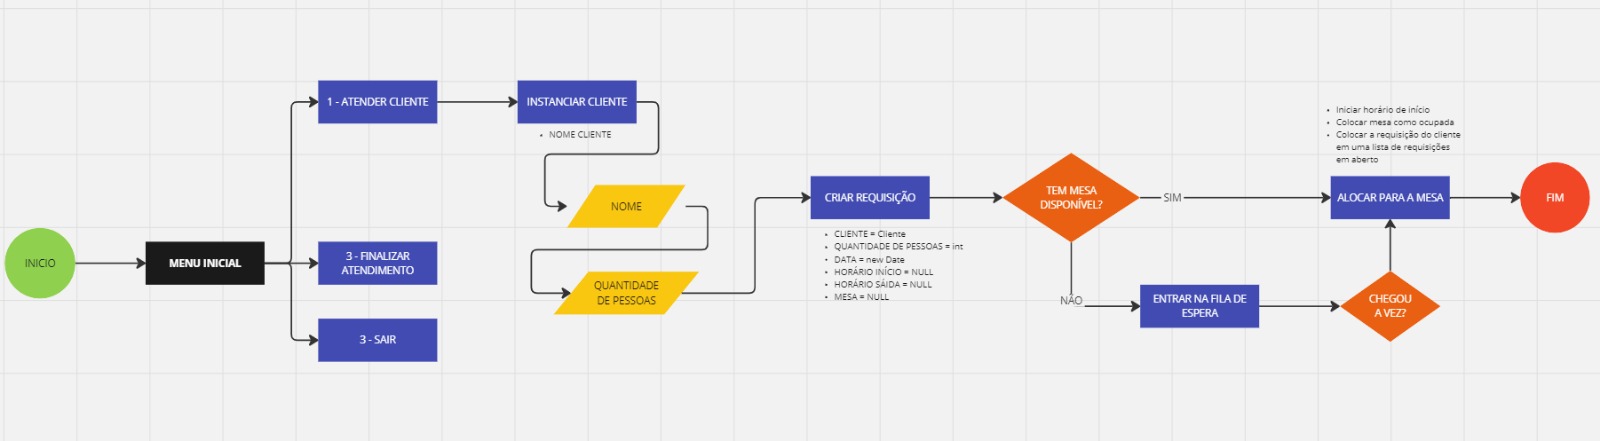 INICIO
MENU INICIAL
1 - ATENDER CLIENTE
3 - FINALIZAR
ATENDIMENTO
3 - SAIR
INSTANCIAR CLIENTE
• NOME CLIENTE
NOME
QUANTIDADE
DE PESSOAS
CRIAR REQUISIÇÃO
• CLIENTE = Cliente
• QUANTIDADE DE PESSOAS = int
• DATA = new Date
• HORÁRIO INÍCIO = NULL
• HORÁRIO SÁIDA = NULL
• MESA = NULL
TEM MESA
DISPONÍVEL?
SIM
NÃO
ENTRAR NA FILA DE
ESPERA
CHEGOU
A VEZ?
• Iniciar horário de início
• Colocar mesa como ocupada
• Colocar a requisição do cliente
em uma lista de requisições
em aberto
ALOCAR PARA A MESA
FIM